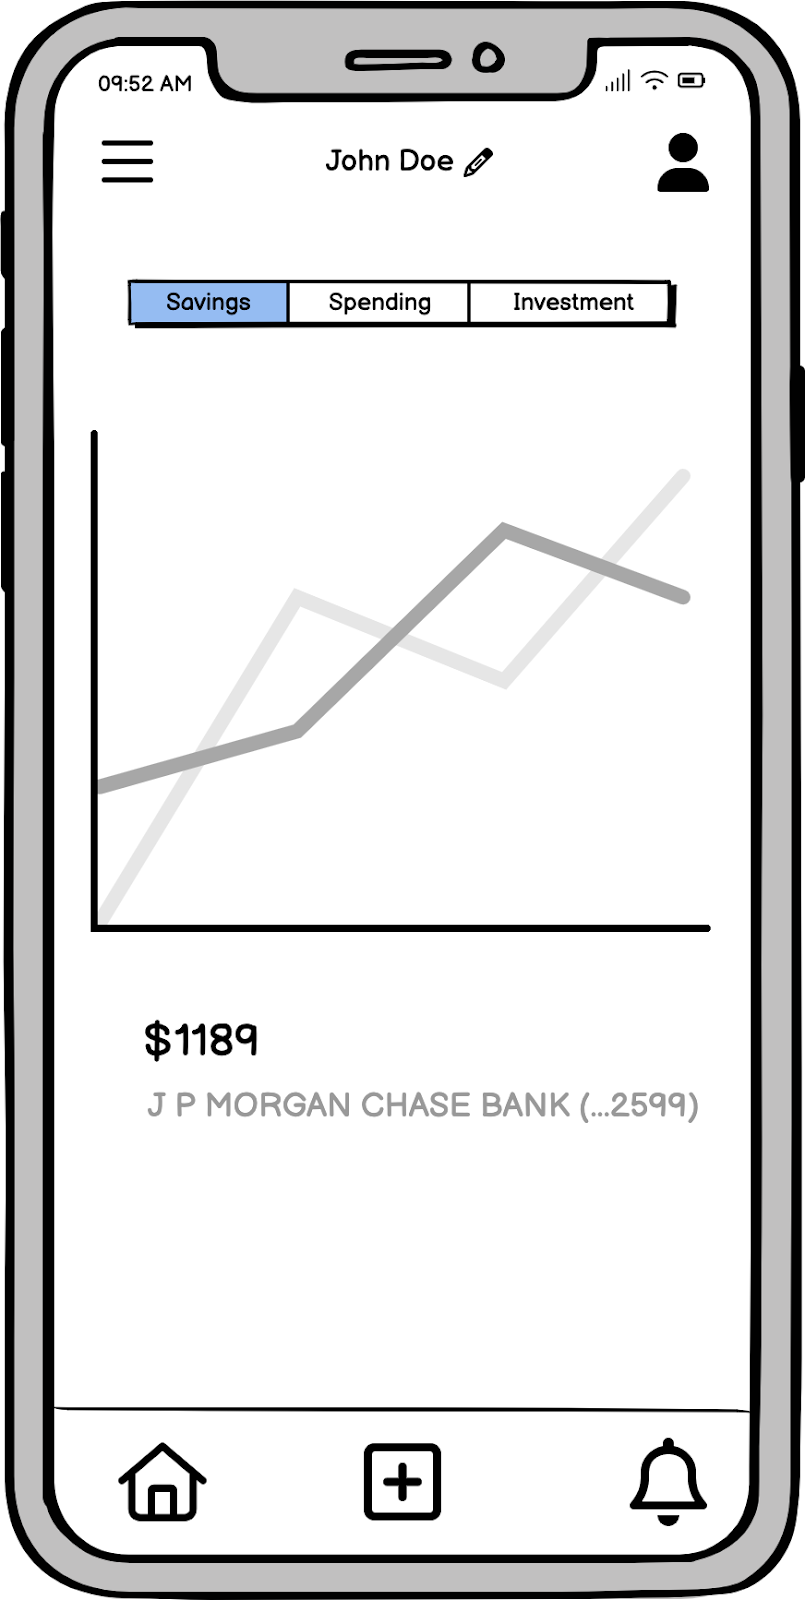 09:52 AM
John Doe
Savings Spending Investment
$1189
J P MORGAN CHASE BANK (...2599)